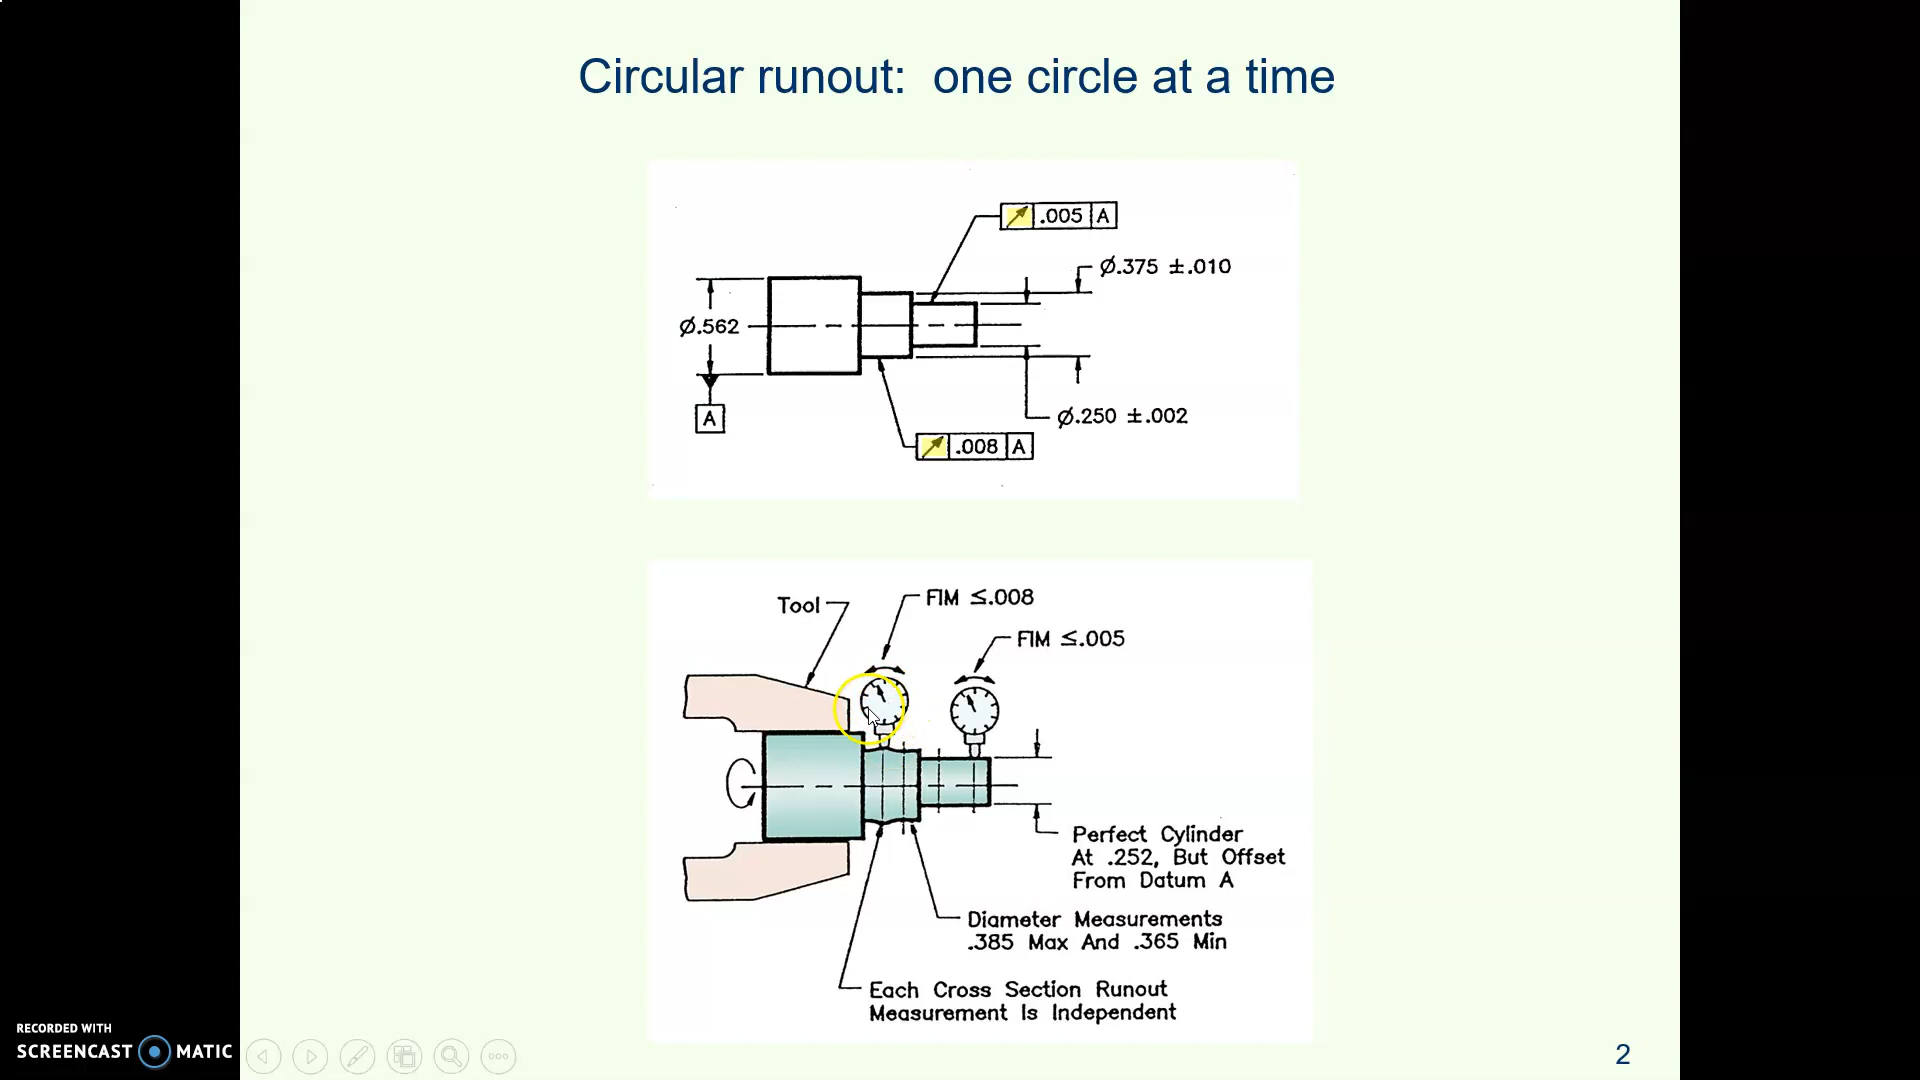 Circular runout:  one circle at a time
.005 A
Ø.375 ±.010
Ø.562
A
Ø.250 ±.002
.008 A
Tool
FIM ≤.008
FIM ≤.005
Perfect Cylinder
At .252, But Offset
From Datum A
Diameter Measurements
.385 Max And .365 Min
Each Cross Section Runout
Measurement Is Independent
RECORDED WITH
SCREENCAST MATIC
2